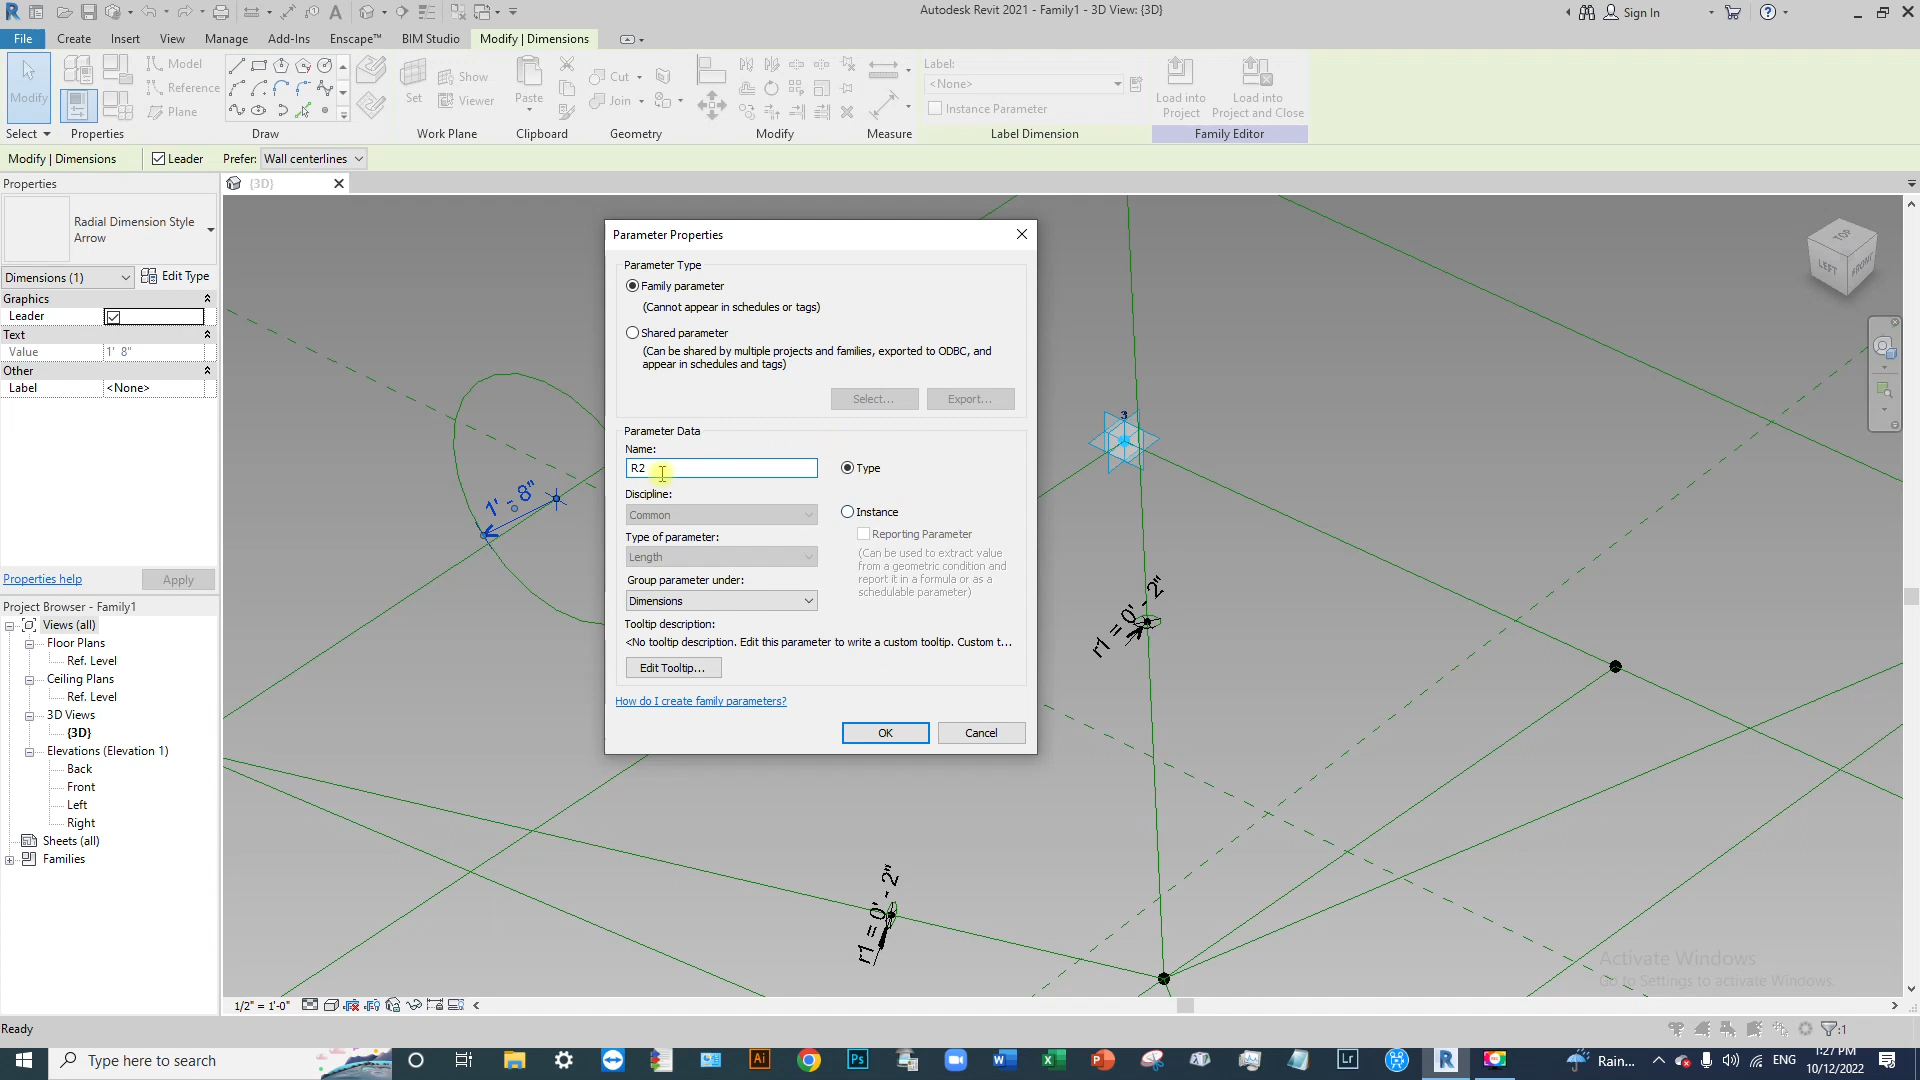 Autodesk Revit 2021 - Family1 - 3D View: {3D}
Sign In
File Create Insert View Manage Add-Ins Enscape™ BIM Studio Modify | Dimensions
Modify
Model
Reference
Plane
Set
Show
Viewer
Paste
Cut
Join
Label:
<None>
Instance Parameter
Load into Project
Load into Project and Close
Select Properties Draw Work Plane Clipboard Geometry Modify Measure Label Dimension Family Editor
Modify | Dimensions Leader Prefer: Wall centerlines
Properties
{3D}
Radial Dimension Style
Arrow
Dimensions (1) Edit Type
Graphics
Leader
Text
Value 1' 8"
Other
Label <None>
Properties help Apply
Project Browser - Family1
Views (all)
Floor Plans
Ref. Level
Ceiling Plans
Ref. Level
3D Views
{3D}
Elevations (Elevation 1)
Back
Front
Left
Right
Sheets (all)
Families
Parameter Properties
Parameter Type
Family parameter
(Cannot appear in schedules or tags)
Shared parameter
(Can be shared by multiple projects and families, exported to ODBC, and
appear in schedules and tags)
Select... Export...
Parameter Data
Name:
R2
Type
Discipline:
Common
Instance
Reporting Parameter
(Can be used to extract value
from a geometric condition and
report it in a formula or as a
schedulable parameter)
Type of parameter:
Length
Group parameter under:
Dimensions
Tooltip description:
<No tooltip description. Edit this parameter to write a custom tooltip. Custom t...
Edit Tooltip...
How do I create family parameters?
OK Cancel
1' - 8"
3
r1 = 0' - 2"
r1 = 0' - 2"
TOP
LEFT
FRONT
Activate Windows
Go to Settings to activate Windows.
1/2" = 1'-0"
Ready
:1
Type here to search
Rain...
ENG
1:27 PM
10/12/2022